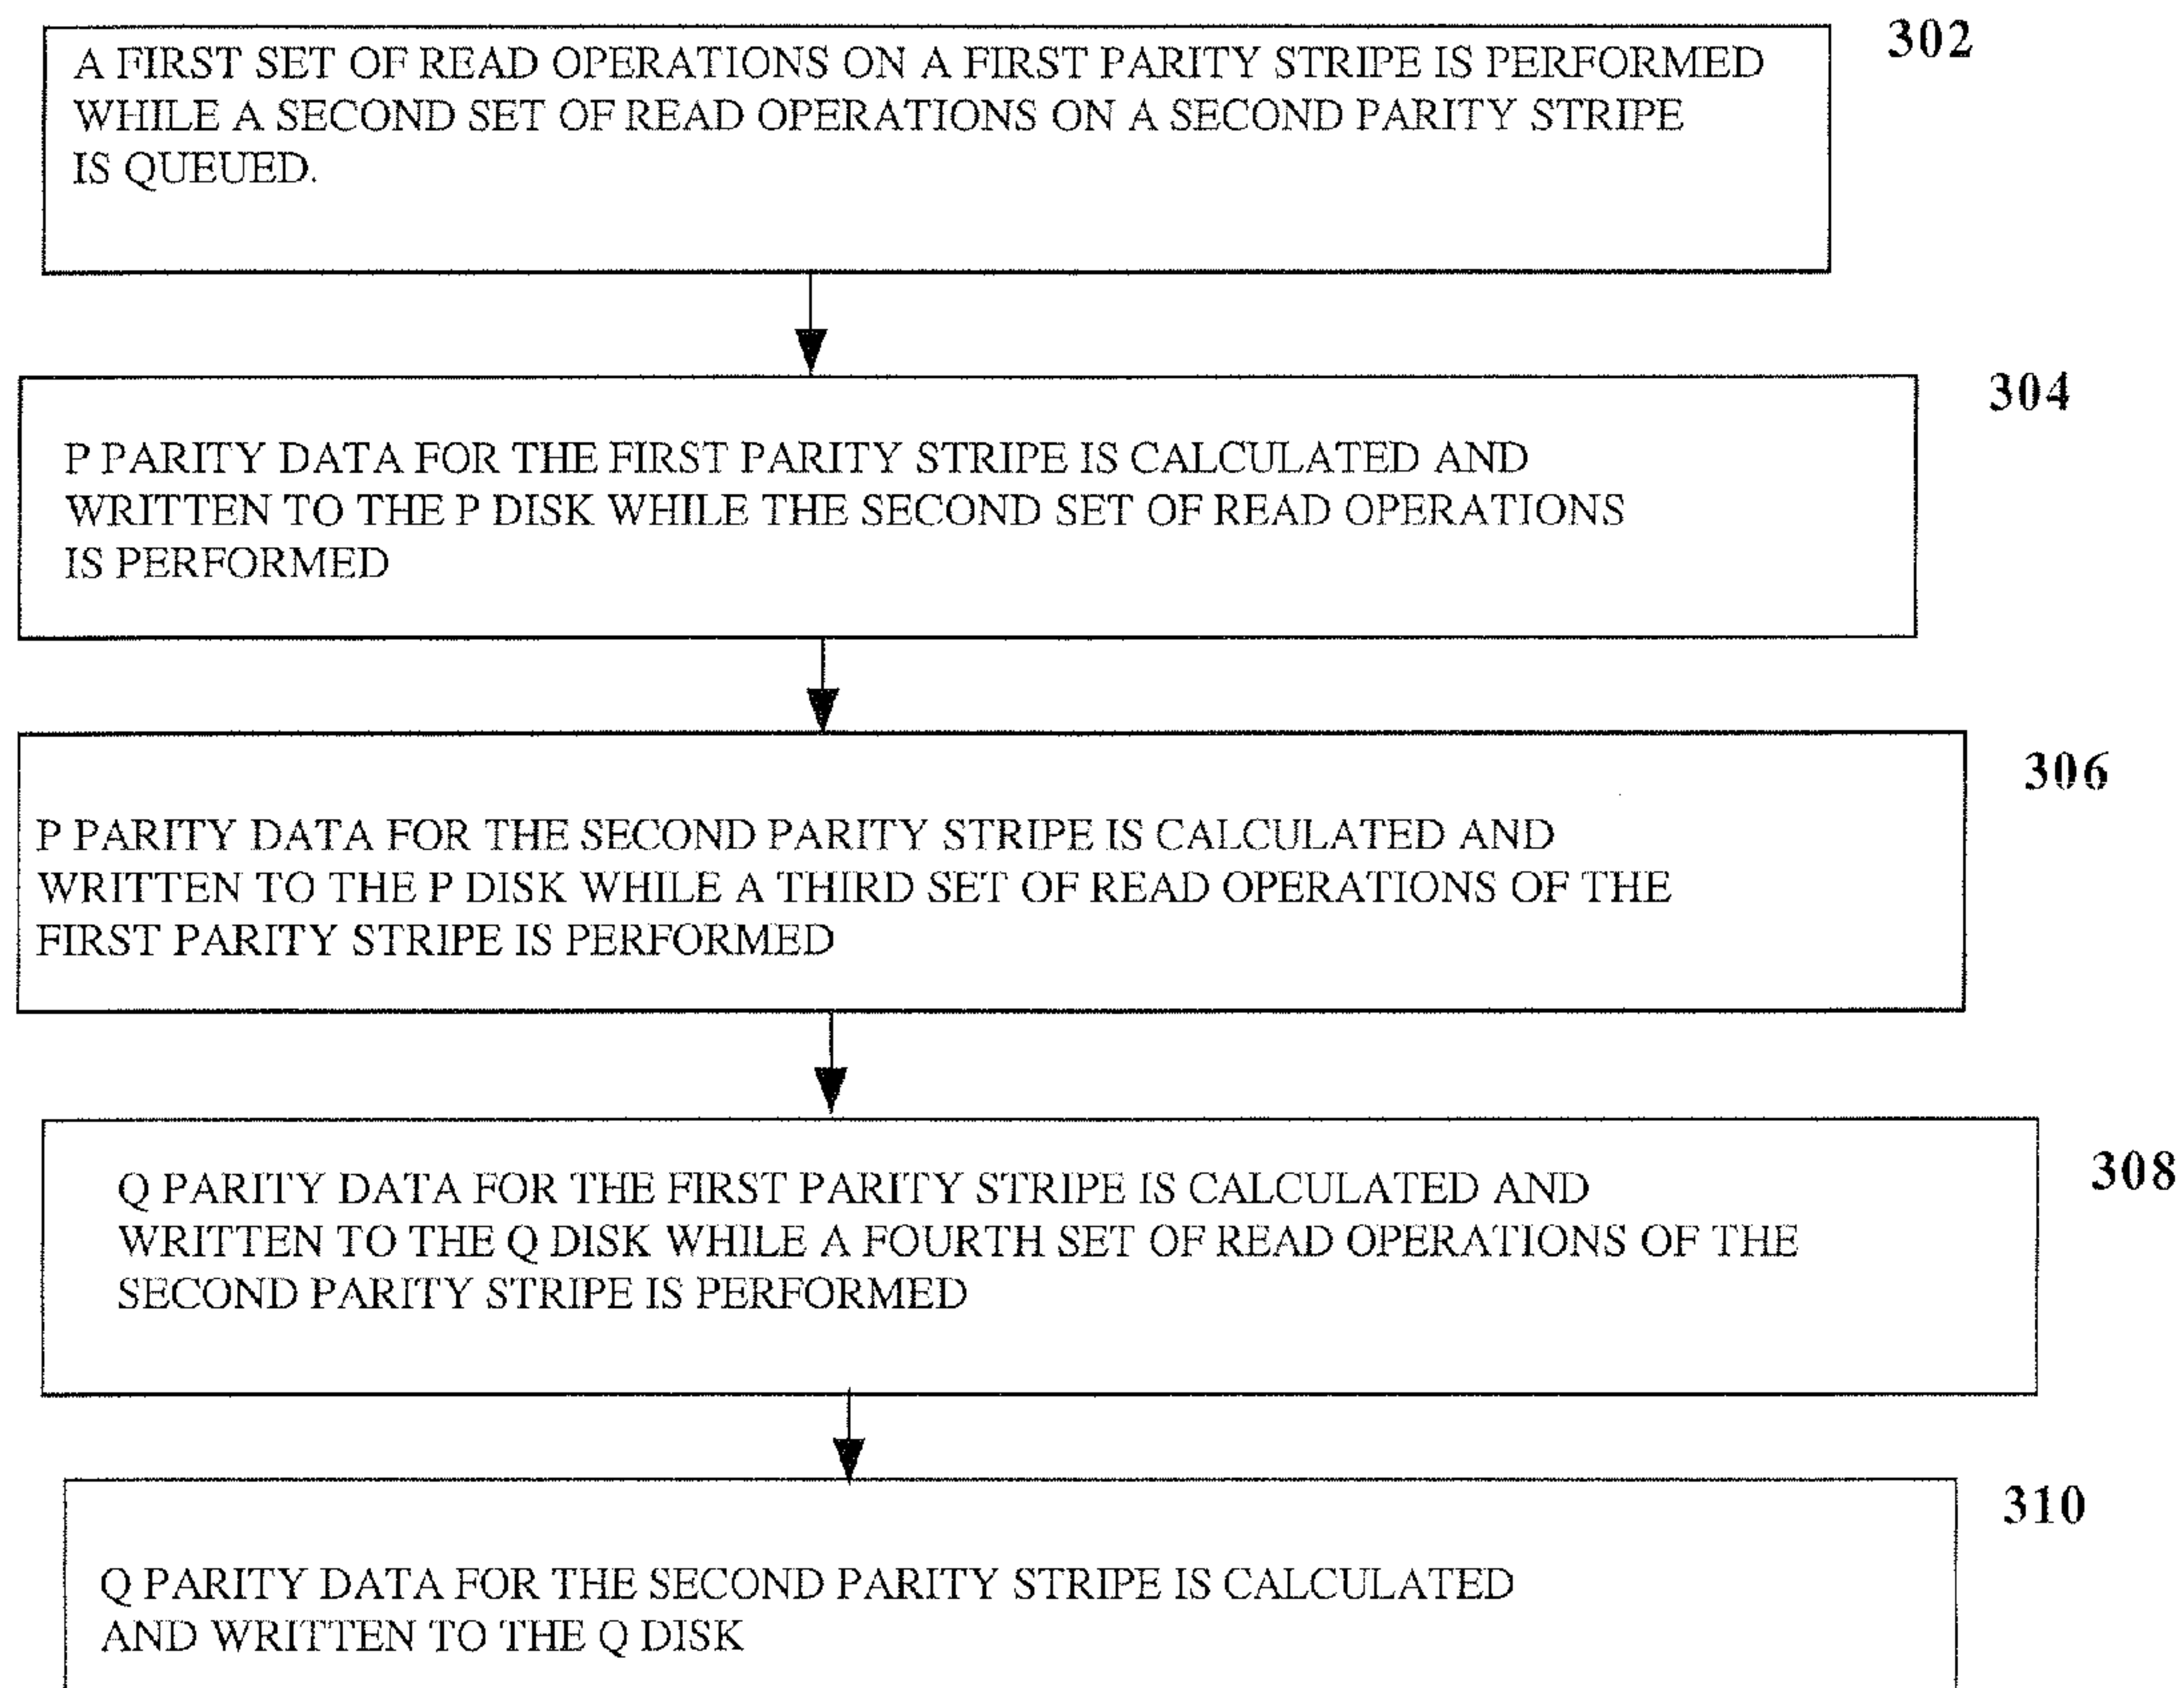 302
A FIRST SET OF READ OPERATIONS ON A FIRST PARITY STRIPE IS PERFORMED
WHILE A SECOND SET OF READ OPERATIONS ON A SECOND PARITY STRIPE
IS QUEUED.
304
P PARITY DATA FOR THE FIRST PARITY STRIPE IS CALCULATED AND
WRITTEN TO THE P DISK WHILE THE SECOND SET OF READ OPERATIONS
IS PERFORMED
306
P PARITY DATA FOR THE SECOND PARITY STRIPE IS CALCULATED AND
WRITTEN TO THE P DISK WHILE A THIRD SET OF READ OPERATIONS OF THE
FIRST PARITY STRIPE IS PERFORMED
308
Q PARITY DATA FOR THE FIRST PARITY STRIPE IS CALCULATED AND
WRITTEN TO THE Q DISK WHILE A FOURTH SET OF READ OPERATIONS OF THE
SECOND PARITY STRIPE IS PERFORMED
310
Q PARITY DATA FOR THE SECOND PARITY STRIPE IS CALCULATED
AND WRITTEN TO THE Q DISK